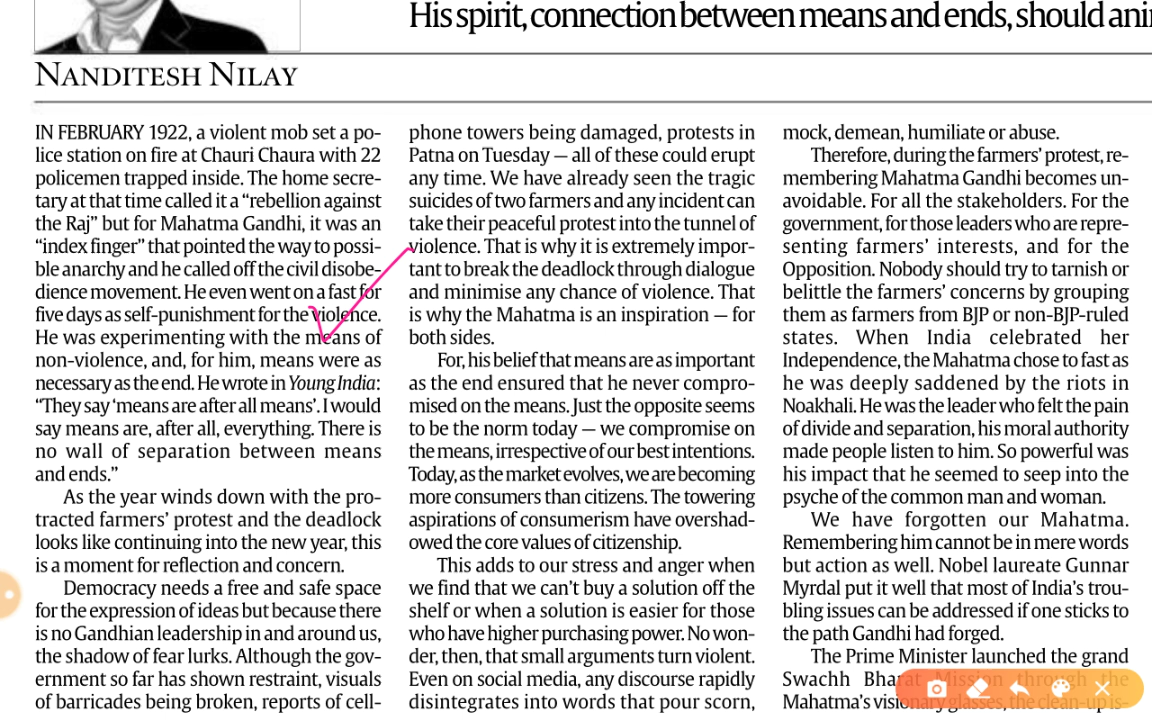 His spirit, connection between means and ends, should
NANDITESH NILAY
IN FEBRUARY 1922, a violent mob set a po-
lice station on fire at Chauri Chaura with 22
policemen trapped inside. The home secre-
tary at that time called it a “rebellion against
the Raj” but for Mahatma Gandhi, it was an
“index finger” that pointed the way to possi-
ble anarchy and he called off the civil disobe-
dience movement. He even went on a fast for
five days as self-punishment for the violence.
He was experimenting with the means of
non-violence, and, for him, means were as
necessary as the end. He wrote in Young India:
“They say ‘means are after all means’. I would
say means are, after all, everything. There is
no wall of separation between means
and ends.”
As the year winds down with the pro-
tracted farmers’ protest and the deadlock
looks like continuing into the new year, this
is a moment for reflection and concern.
Democracy needs a free and safe space
for the expression of ideas but because there
is no Gandhian leadership in and around us,
the shadow of fear lurks. Although the gov-
ernment so far has shown restraint, visuals
of barricades being broken, reports of cell-
phone towers being damaged, protests in
Patna on Tuesday — all of these could erupt
any time. We have already seen the tragic
suicides of two farmers and any incident can
take their peaceful protest into the tunnel of
violence. That is why it is extremely impor-
tant to break the deadlock through dialogue
and minimise any chance of violence. That
is why the Mahatma is an inspiration — for
both sides.
For, his belief that means are as important
as the end ensured that he never compro-
mised on the means. Just the opposite seems
to be the norm today — we compromise on
the means, irrespective of our best intentions.
Today, as the market evolves, we are becoming
more consumers than citizens. The towering
aspirations of consumerism have overshad-
owed the core values of citizenship.
This adds to our stress and anger when
we find that we can’t buy a solution off the
shelf or when a solution is easier for those
who have higher purchasing power. No won-
der, then, that small arguments turn violent.
Even on social media, any discourse rapidly
disintegrates into words that pour scorn,
mock, demean, humiliate or abuse.
Therefore, during the farmers’ protest, re-
membering Mahatma Gandhi becomes un-
avoidable. For all the stakeholders. For the
government, for those leaders who are repre-
senting farmers’ interests, and for the
Opposition. Nobody should try to tarnish or
belittle the farmers’ concerns by grouping
them as farmers from BJP or non-BJP-ruled
states. When India celebrated her
Independence, the Mahatma chose to fast as
he was deeply saddened by the riots in
Noakhali. He was the leader who felt the pain
of divide and separation, his moral authority
made people listen to him. So powerful was
his impact that he seemed to seep into the
psyche of the common man and woman.
We have forgotten our Mahatma.
Remembering him cannot be in mere words
but action as well. Nobel laureate Gunnar
Myrdal put it well that most of India’s trou-
bling issues can be addressed if one sticks to
the path Gandhi had forged.
The Prime Minister launched the grand
Swachh Bharat Mission through the
Mahatma’s visionary glasses, the clean-up is-